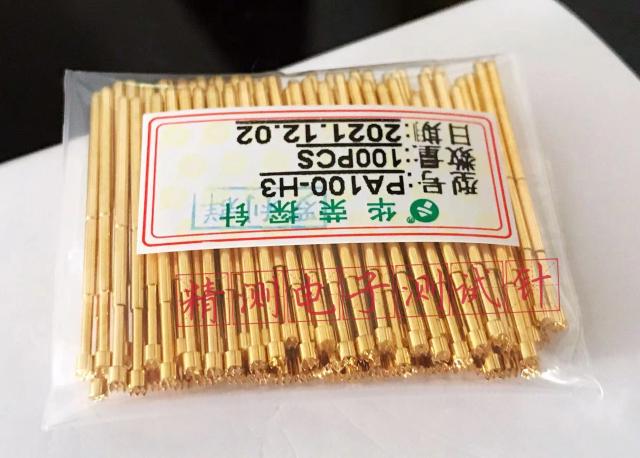 华荣探针
型号:PA100-H3
数量:100PCS
日期:2021.12.02
精测电子测试针